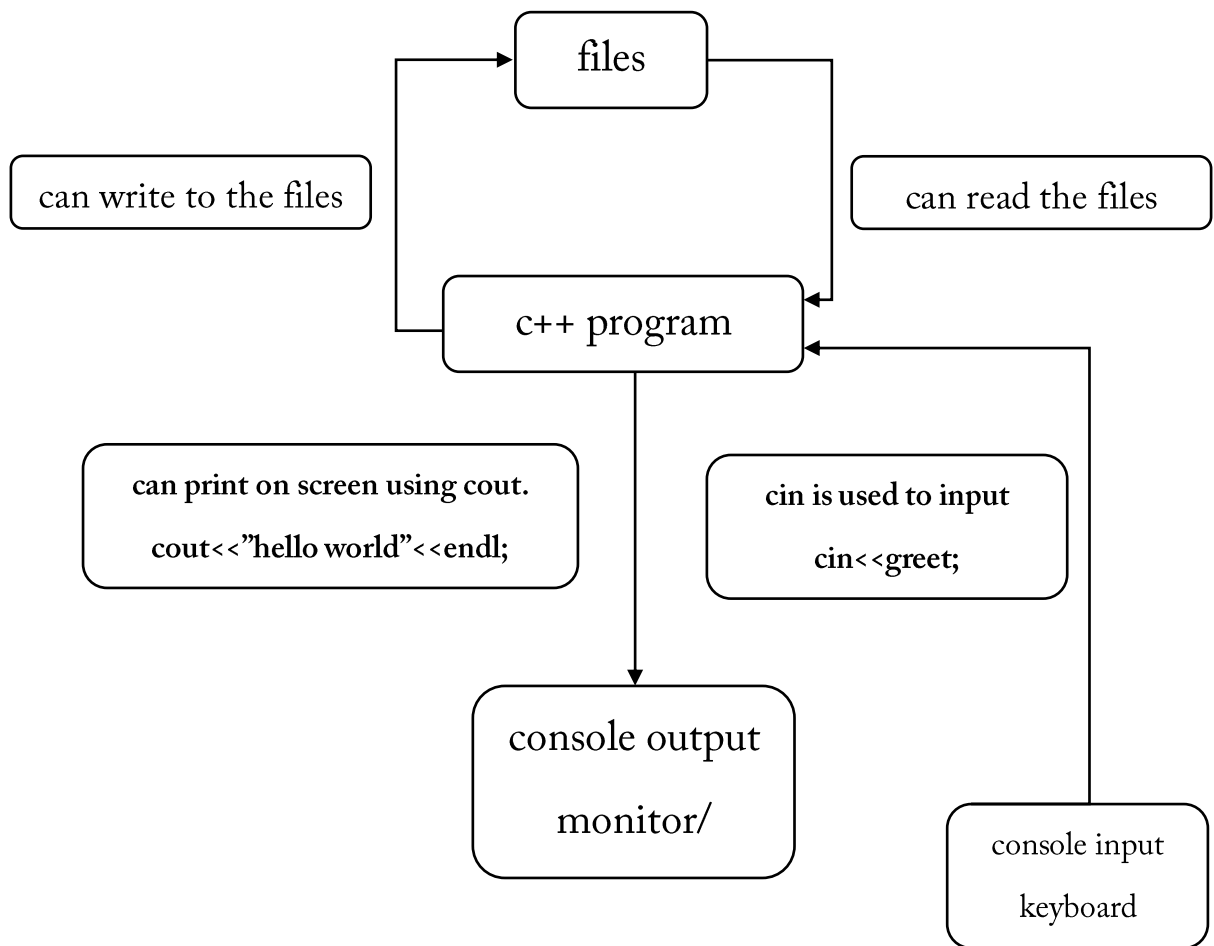 files
can write to the files
can read the files
c++ program
can print on screen using cout.
cout<<”hello world”<<endl;
cin is used to input
cin<<greet;
console output
monitor/
console input
keyboard